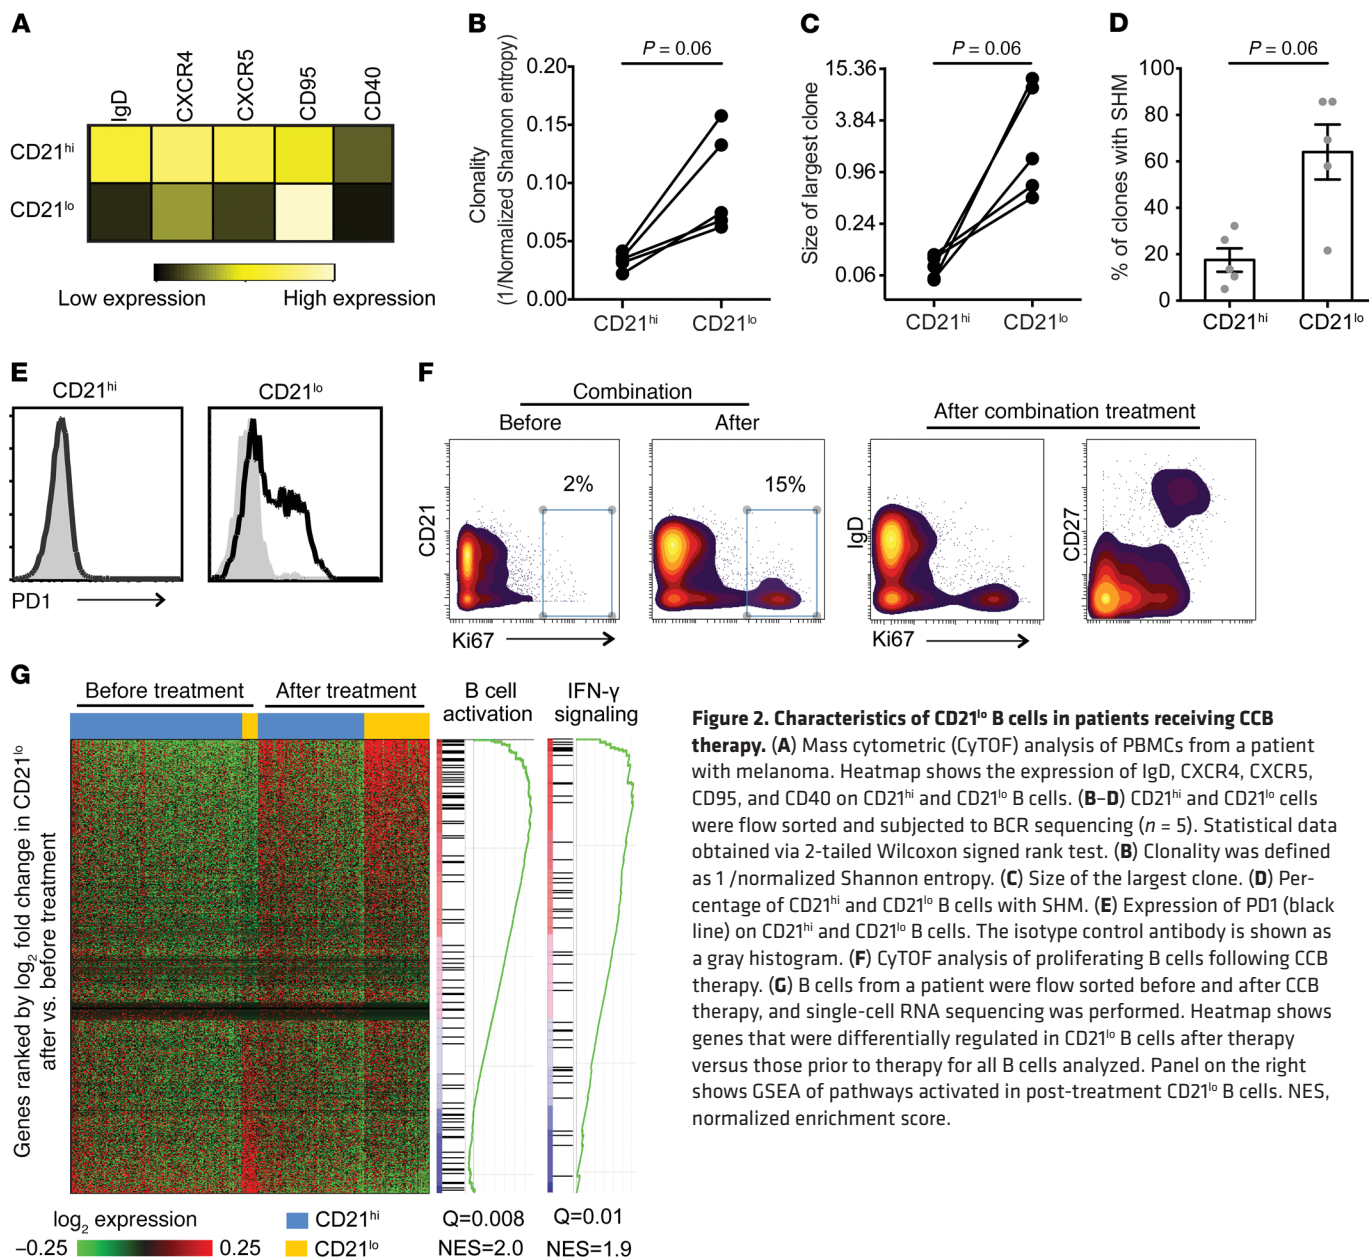 A
IgD
CXCR4
CXCR5
CD95
CD40
CD21hi
CD21lo
Low expression
High expression
B
P = 0.06
Clonality
(1/Normalized Shannon entropy)
0.20
0.15
0.10
0.05
0.00
CD21hi
CD21lo
C
P = 0.06
Size of largest clone
15.36
3.84
0.96
0.24
0.06
CD21hi
CD21lo
D
P = 0.06
% of clones with SHM
100
80
60
40
20
0
CD21hi
CD21lo
E
CD21hi
CD21lo
PD1
F
Combination
Before
After
After combination treatment
2%
15%
CD21
Ki67
IgD
Ki67
CD27
G
Before treatment
After treatment
B cell
activation
IFN-γ
signaling
Genes ranked by log2 fold change in CD21lo
after vs. before treatment
log2 expression
−0.25
0.25
CD21hi
CD21lo
Q=0.008
NES=2.0
Q=0.01
NES=1.9
Figure 2. Characteristics of CD21lo B cells in patients receiving CCB
therapy. (A) Mass cytometric (CyTOF) analysis of PBMCs from a patient
with melanoma. Heatmap shows the expression of IgD, CXCR4, CXCR5,
CD95, and CD40 on CD21hi and CD21lo B cells. (B–D) CD21hi and CD21lo cells
were flow sorted and subjected to BCR sequencing (n = 5). Statistical data
obtained via 2-tailed Wilcoxon signed rank test. (B) Clonality was defined
as 1 /normalized Shannon entropy. (C) Size of the largest clone. (D) Per-
centage of CD21hi and CD21lo B cells with SHM. (E) Expression of PD1 (black
line) on CD21hi and CD21lo B cells. The isotype control antibody is shown as
a gray histogram. (F) CyTOF analysis of proliferating B cells following CCB
therapy. (G) B cells from a patient were flow sorted before and after CCB
therapy, and single-cell RNA sequencing was performed. Heatmap shows
genes that were differentially regulated in CD21lo B cells after therapy
versus those prior to therapy for all B cells analyzed. Panel on the right
shows GSEA of pathways activated in post-treatment CD21lo B cells. NES,
normalized enrichment score.